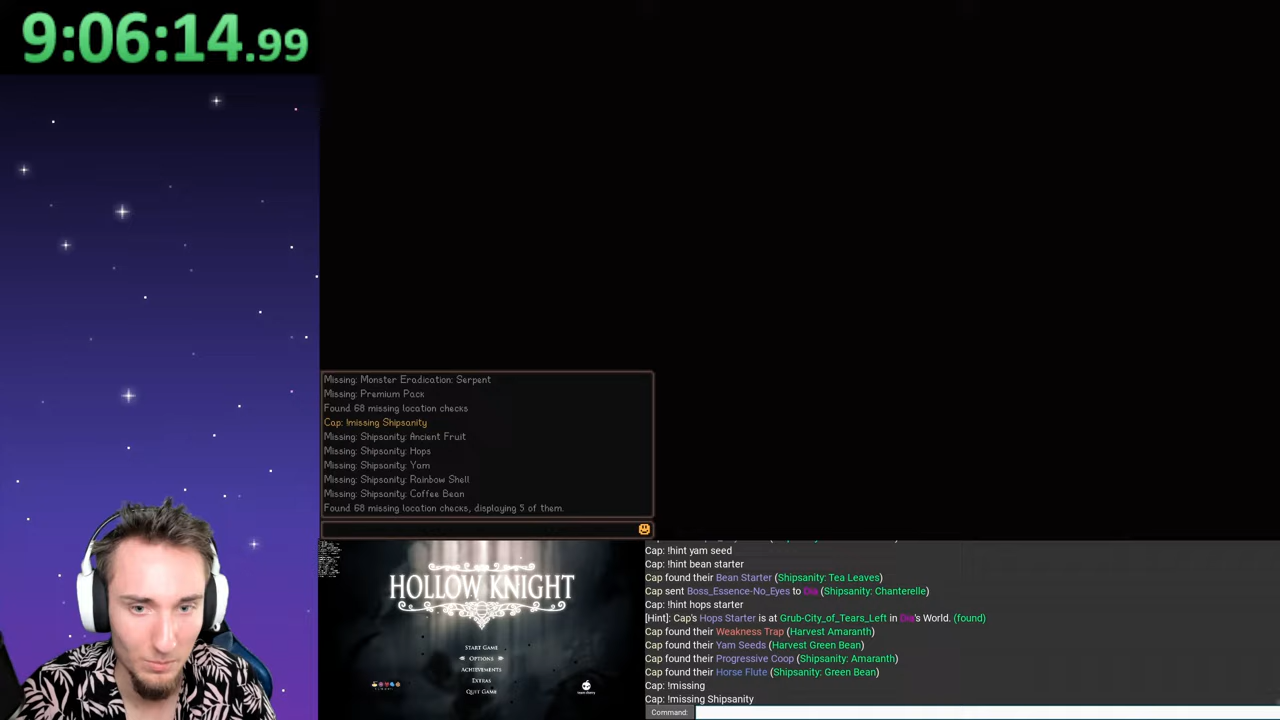 9:06:14.99
Missing: Monster Eradication: Serpent
Missing: Premium Pack
Found 68 missing location checks
Cap: !missing Shipsanity
Missing: Shipsanity: Ancient Fruit
Missing: Shipsanity: Hops
Missing: Shipsanity: Yam
Missing: Shipsanity: Rainbow Shell
Missing: Shipsanity: Coffee Bean
Found 68 missing location checks, displaying 5 of them.
HOLLOW KNIGHT
START GAME
OPTIONS
ACHIEVEMENTS
EXTRAS
QUIT GAME
Cap: !hint yam seed
Cap: !hint bean starter
Cap found their Bean Starter (Shipsanity: Tea Leaves)
Cap sent Boss_Essence-No_Eyes to Dia (Shipsanity: Chanterelle)
Cap: !hint hops starter
[Hint]: Cap's Hops Starter is at Grub-City_of_Tears_Left in Dia's World. (found)
Cap found their Weakness Trap (Harvest Amaranth)
Cap found their Yam Seeds (Harvest Green Bean)
Cap found their Progressive Coop (Shipsanity: Amaranth)
Cap found their Horse Flute (Shipsanity: Green Bean)
Cap: !missing
Cap: !missing Shipsanity
Command: